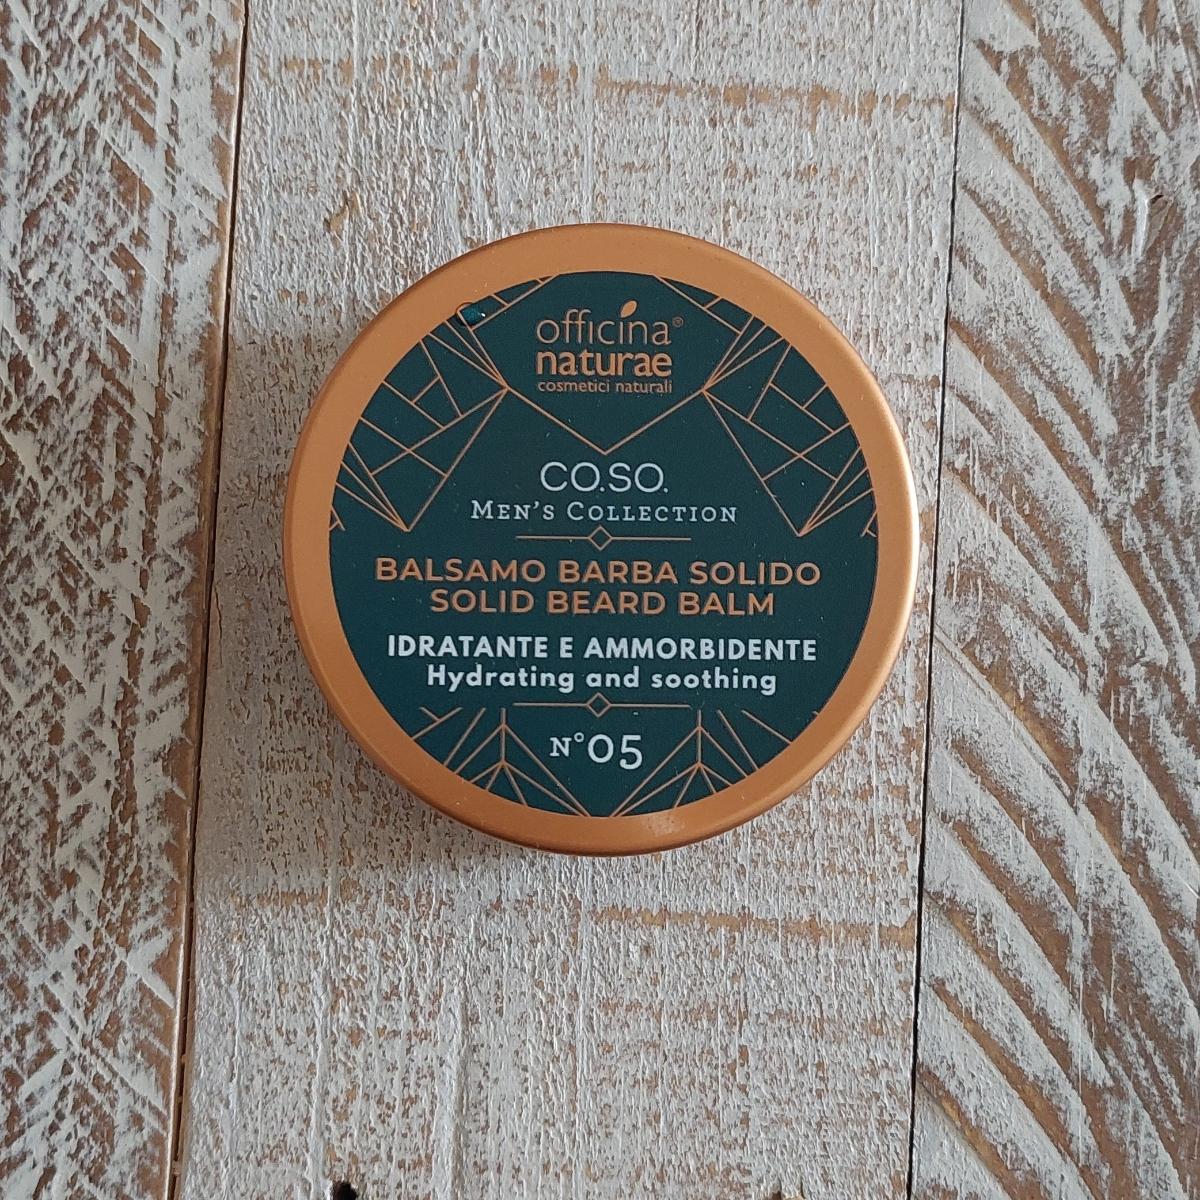 officina®
naturae
cosmetici naturali
CO.SO.
Men's Collection
BALSAMO BARBA SOLIDO
SOLID BEARD BALM
IDRATANTE E AMMORBIDENTE
Hydrating and soothing
N°05